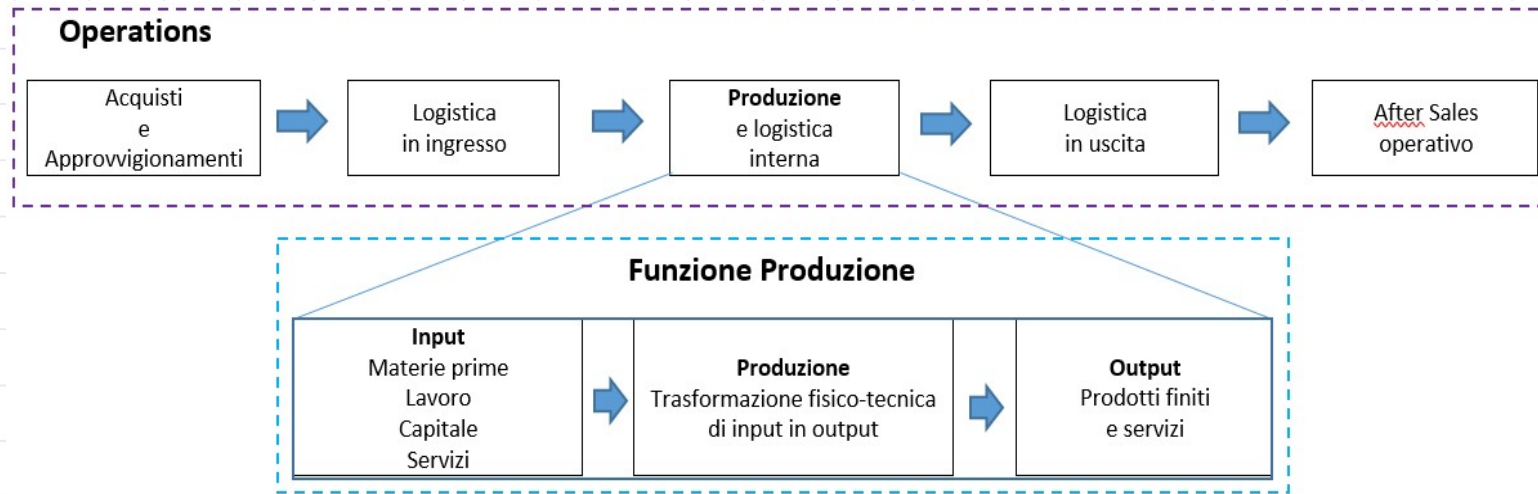 Operations
Acquisti
e
Approvvigionamenti
Logistica
in ingresso
Produzione
e logistica
interna
Logistica
in uscita
After Sales
operativo
Funzione Produzione
Input
Materie prime
Lavoro
Capitale
Servizi
Produzione
Trasformazione fisico-tecnica
di input in output
Output
Prodotti finiti
e servizi